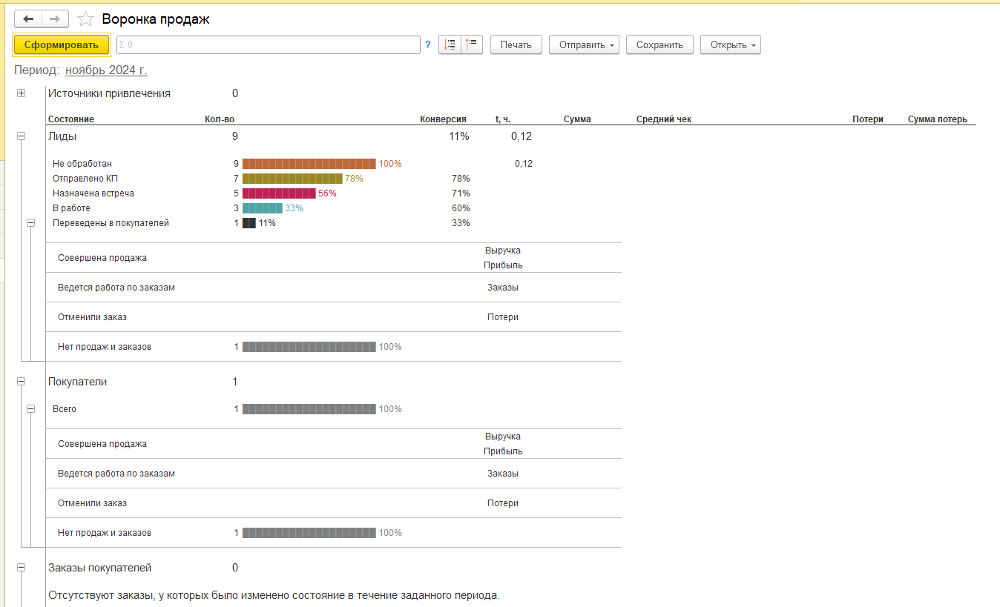 Воронка продаж
Сформировать Σ 0 ? Печать Отправить Сохранить Открыть
Период: ноябрь 2024 г.
Источники привлечения 0
Состояние Кол-во Конверсия t, ч. Сумма Средний чек Потери Сумма потерь
Лиды 9 11% 0,12
Не обработан 9 100% 0,12
Отправлено КП 7 78% 78%
Назначена встреча 5 56% 71%
В работе 3 33% 60%
Переведены в покупателей 1 11% 33%
Выручка
Совершена продажа
Прибыль
Ведется работа по заказам Заказы
Отменили заказ Потери
Нет продаж и заказов 1 100%
Покупатели 1
Всего 1 100%
Выручка
Совершена продажа
Прибыль
Ведется работа по заказам Заказы
Отменили заказ Потери
Нет продаж и заказов 1 100%
Заказы покупателей 0
Отсутствуют заказы, у которых было изменено состояние в течение заданного периода.